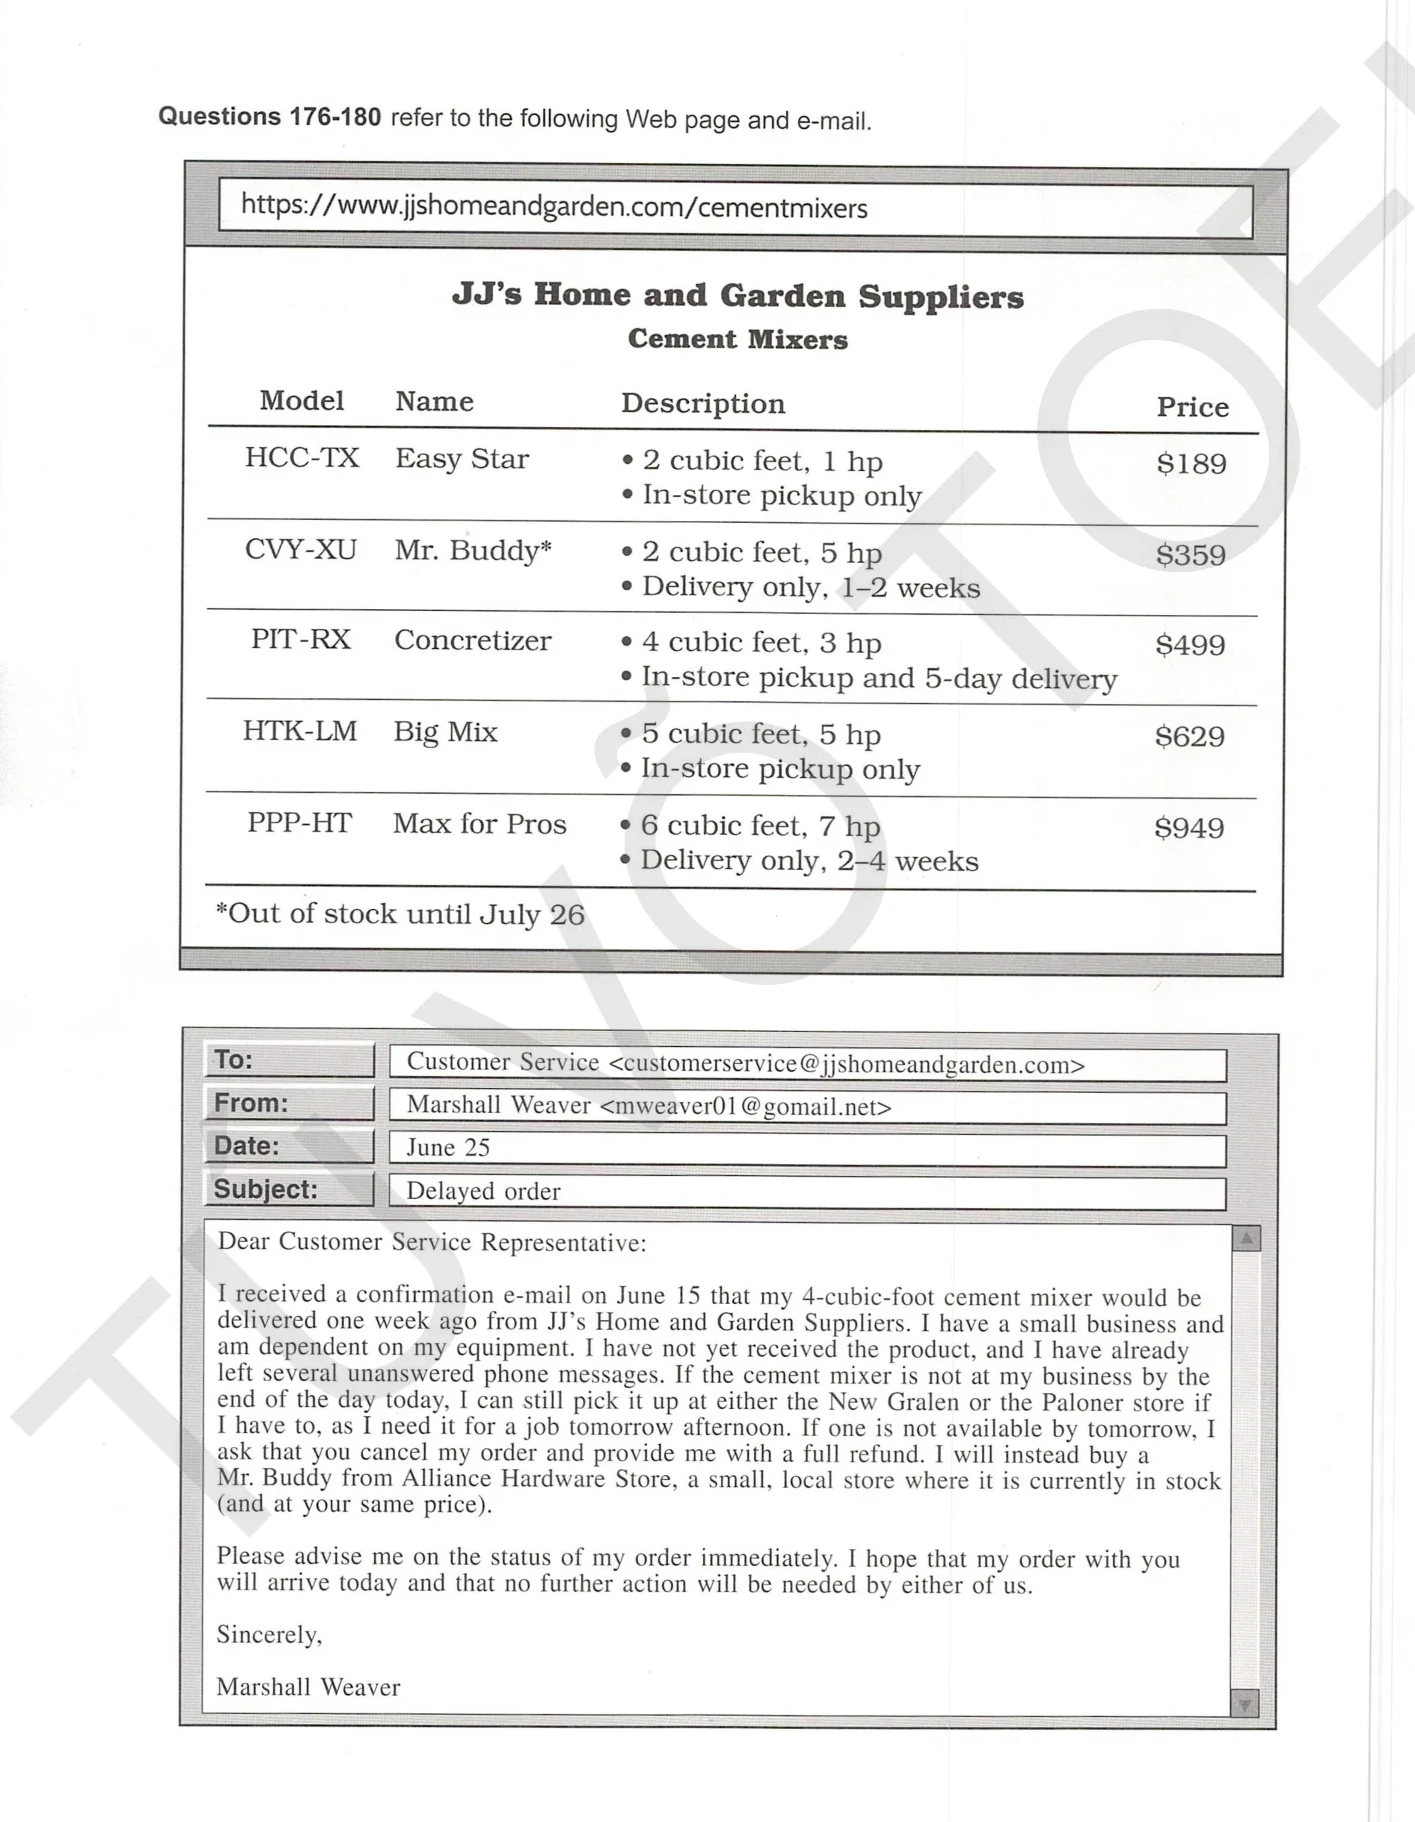 Questions 176-180 refer to the following Web page and e-mail.
https://www.jjshomeandgarden.com/cementmixers
JJ's Home and Garden Suppliers
Cement Mixers
Model Name Description Price
HCC-TX Easy Star • 2 cubic feet, 1 hp $189
• In-store pickup only
CVY-XU Mr. Buddy* • 2 cubic feet, 5 hp $359
• Delivery only, 1–2 weeks
PIT-RX Concretizer • 4 cubic feet, 3 hp $499
• In-store pickup and 5-day delivery
HTK-LM Big Mix • 5 cubic feet, 5 hp $629
• In-store pickup only
PPP-HT Max for Pros • 6 cubic feet, 7 hp $949
• Delivery only, 2–4 weeks
*Out of stock until July 26
To: Customer Service <customerservice@jjshomeandgarden.com>
From: Marshall Weaver <mweaver01@gomail.net>
Date: June 25
Subject: Delayed order
Dear Customer Service Representative:
I received a confirmation e-mail on June 15 that my 4-cubic-foot cement mixer would be
delivered one week ago from JJ's Home and Garden Suppliers. I have a small business and
am dependent on my equipment. I have not yet received the product, and I have already
left several unanswered phone messages. If the cement mixer is not at my business by the
end of the day today, I can still pick it up at either the New Gralen or the Paloner store if
I have to, as I need it for a job tomorrow afternoon. If one is not available by tomorrow, I
ask that you cancel my order and provide me with a full refund. I will instead buy a
Mr. Buddy from Alliance Hardware Store, a small, local store where it is currently in stock
(and at your same price).
Please advise me on the status of my order immediately. I hope that my order with you
will arrive today and that no further action will be needed by either of us.
Sincerely,
Marshall Weaver